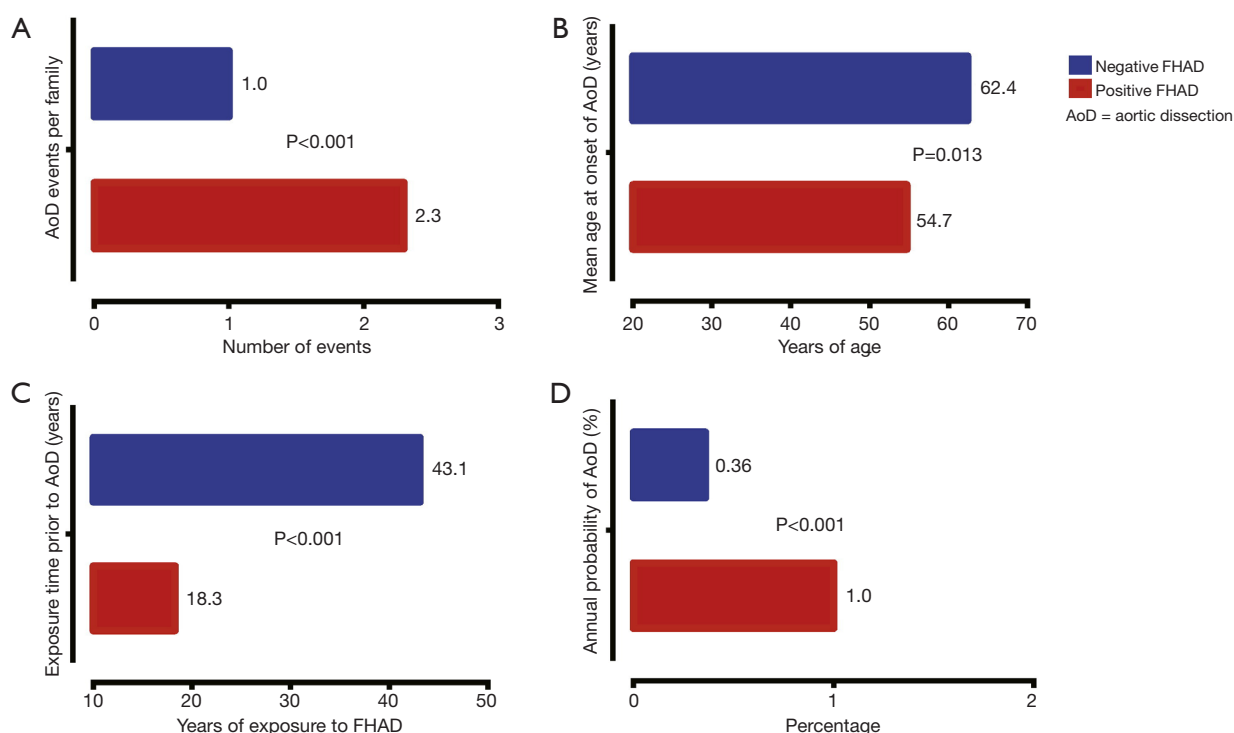 A
AoD events per family
1.0
P<0.001
2.3
0 1 2 3
Number of events
B
Mean age at onset of AoD (years)
62.4
P=0.013
54.7
20 30 40 50 60 70
Years of age
Negative FHAD
Positive FHAD
AoD = aortic dissection
C
Exposure time prior to AoD (years)
43.1
P<0.001
18.3
10 20 30 40 50
Years of exposure to FHAD
D
Annual probability of AoD (%)
0.36
P<0.001
1.0
0 1 2
Percentage